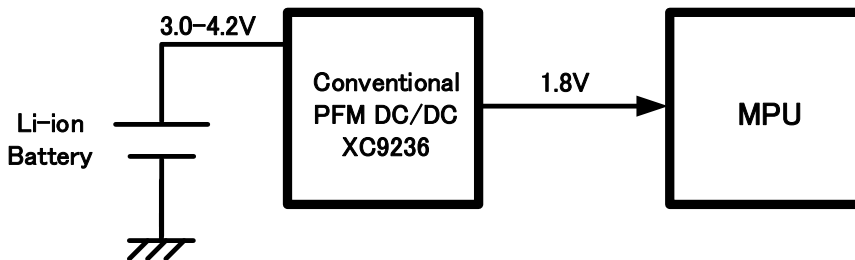 3.0-4.2V
Li-ion
Battery
Conventional
PFM DC/DC
XC9236
1.8V
MPU